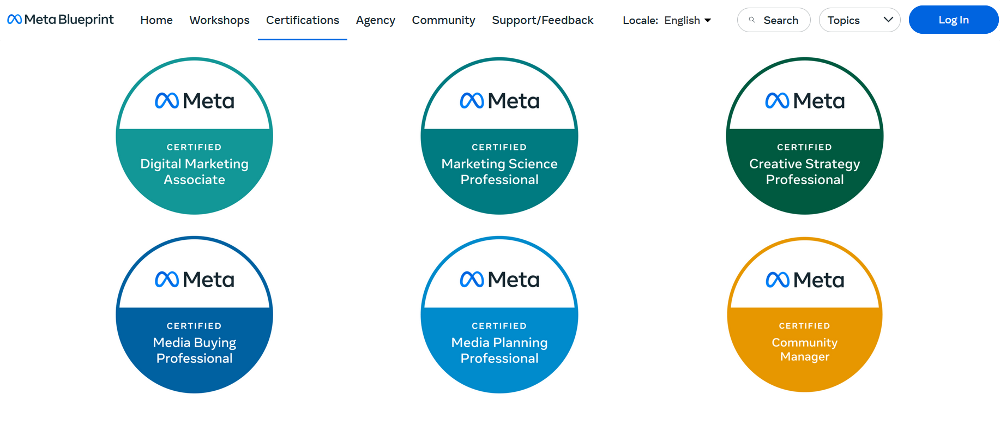 Meta Blueprint
Home
Workshops
Certifications
Agency
Community
Support/Feedback
Locale: English
Search
Topics
Log In
Meta
CERTIFIED
Digital Marketing
Associate
Meta
CERTIFIED
Marketing Science
Professional
Meta
CERTIFIED
Creative Strategy
Professional
Meta
CERTIFIED
Media Buying
Professional
Meta
CERTIFIED
Media Planning
Professional
Meta
CERTIFIED
Community
Manager